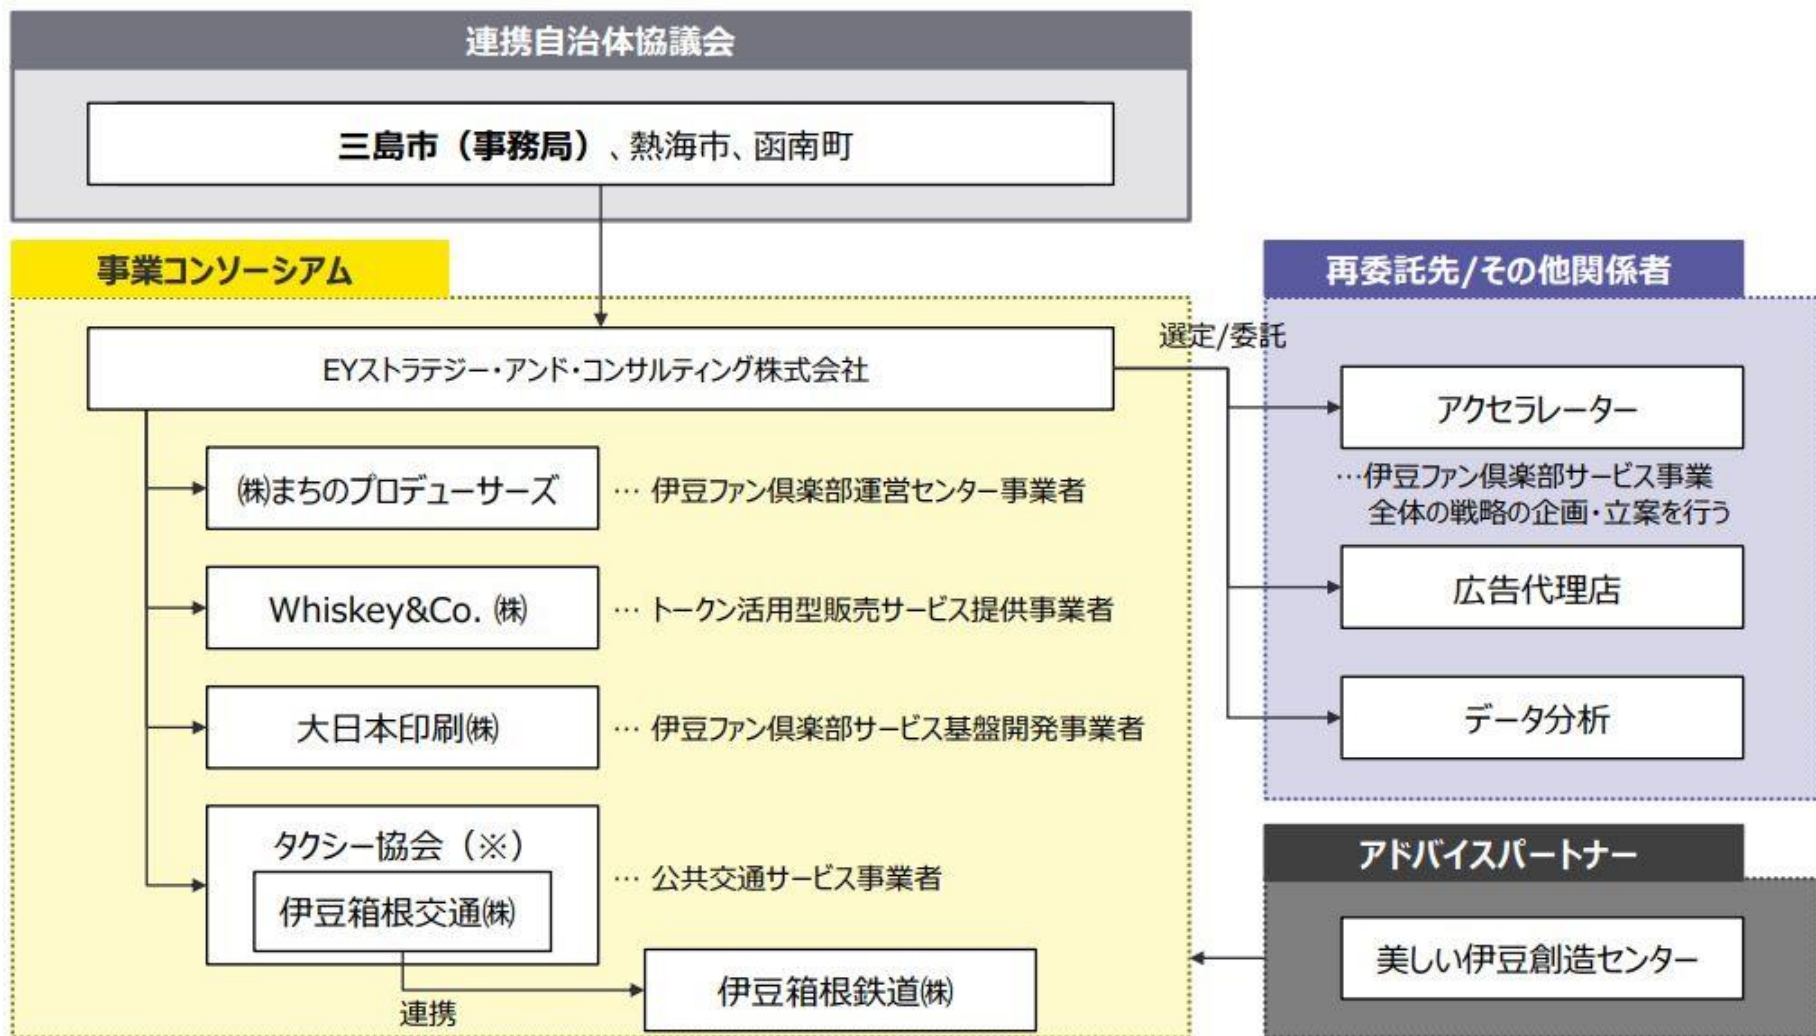 連携自治体協議会
三島市（事務局）、熱海市、函南町
事業コンソーシアム
EYストラテジー・アンド・コンサルティング株式会社
㈱まちのプロデューサーズ
… 伊豆ファン倶楽部運営センター事業者
Whiskey&Co. ㈱
… トークン活用型販売サービス提供事業者
大日本印刷㈱
… 伊豆ファン倶楽部サービス基盤開発事業者
タクシー協会（※）
伊豆箱根交通㈱
… 公共交通サービス事業者
連携
伊豆箱根鉄道㈱
選定/委託
再委託先/その他関係者
アクセラレーター
…伊豆ファン倶楽部サービス事業
全体の戦略の企画・立案を行う
広告代理店
データ分析
アドバイスパートナー
美しい伊豆創造センター